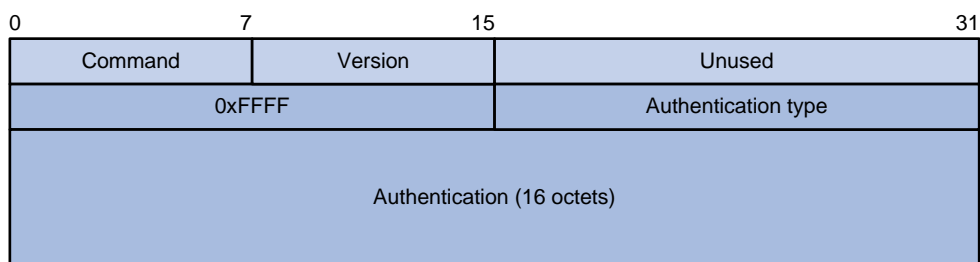 0 7 15 31
Command Version Unused
0xFFFF Authentication type
Authentication (16 octets)